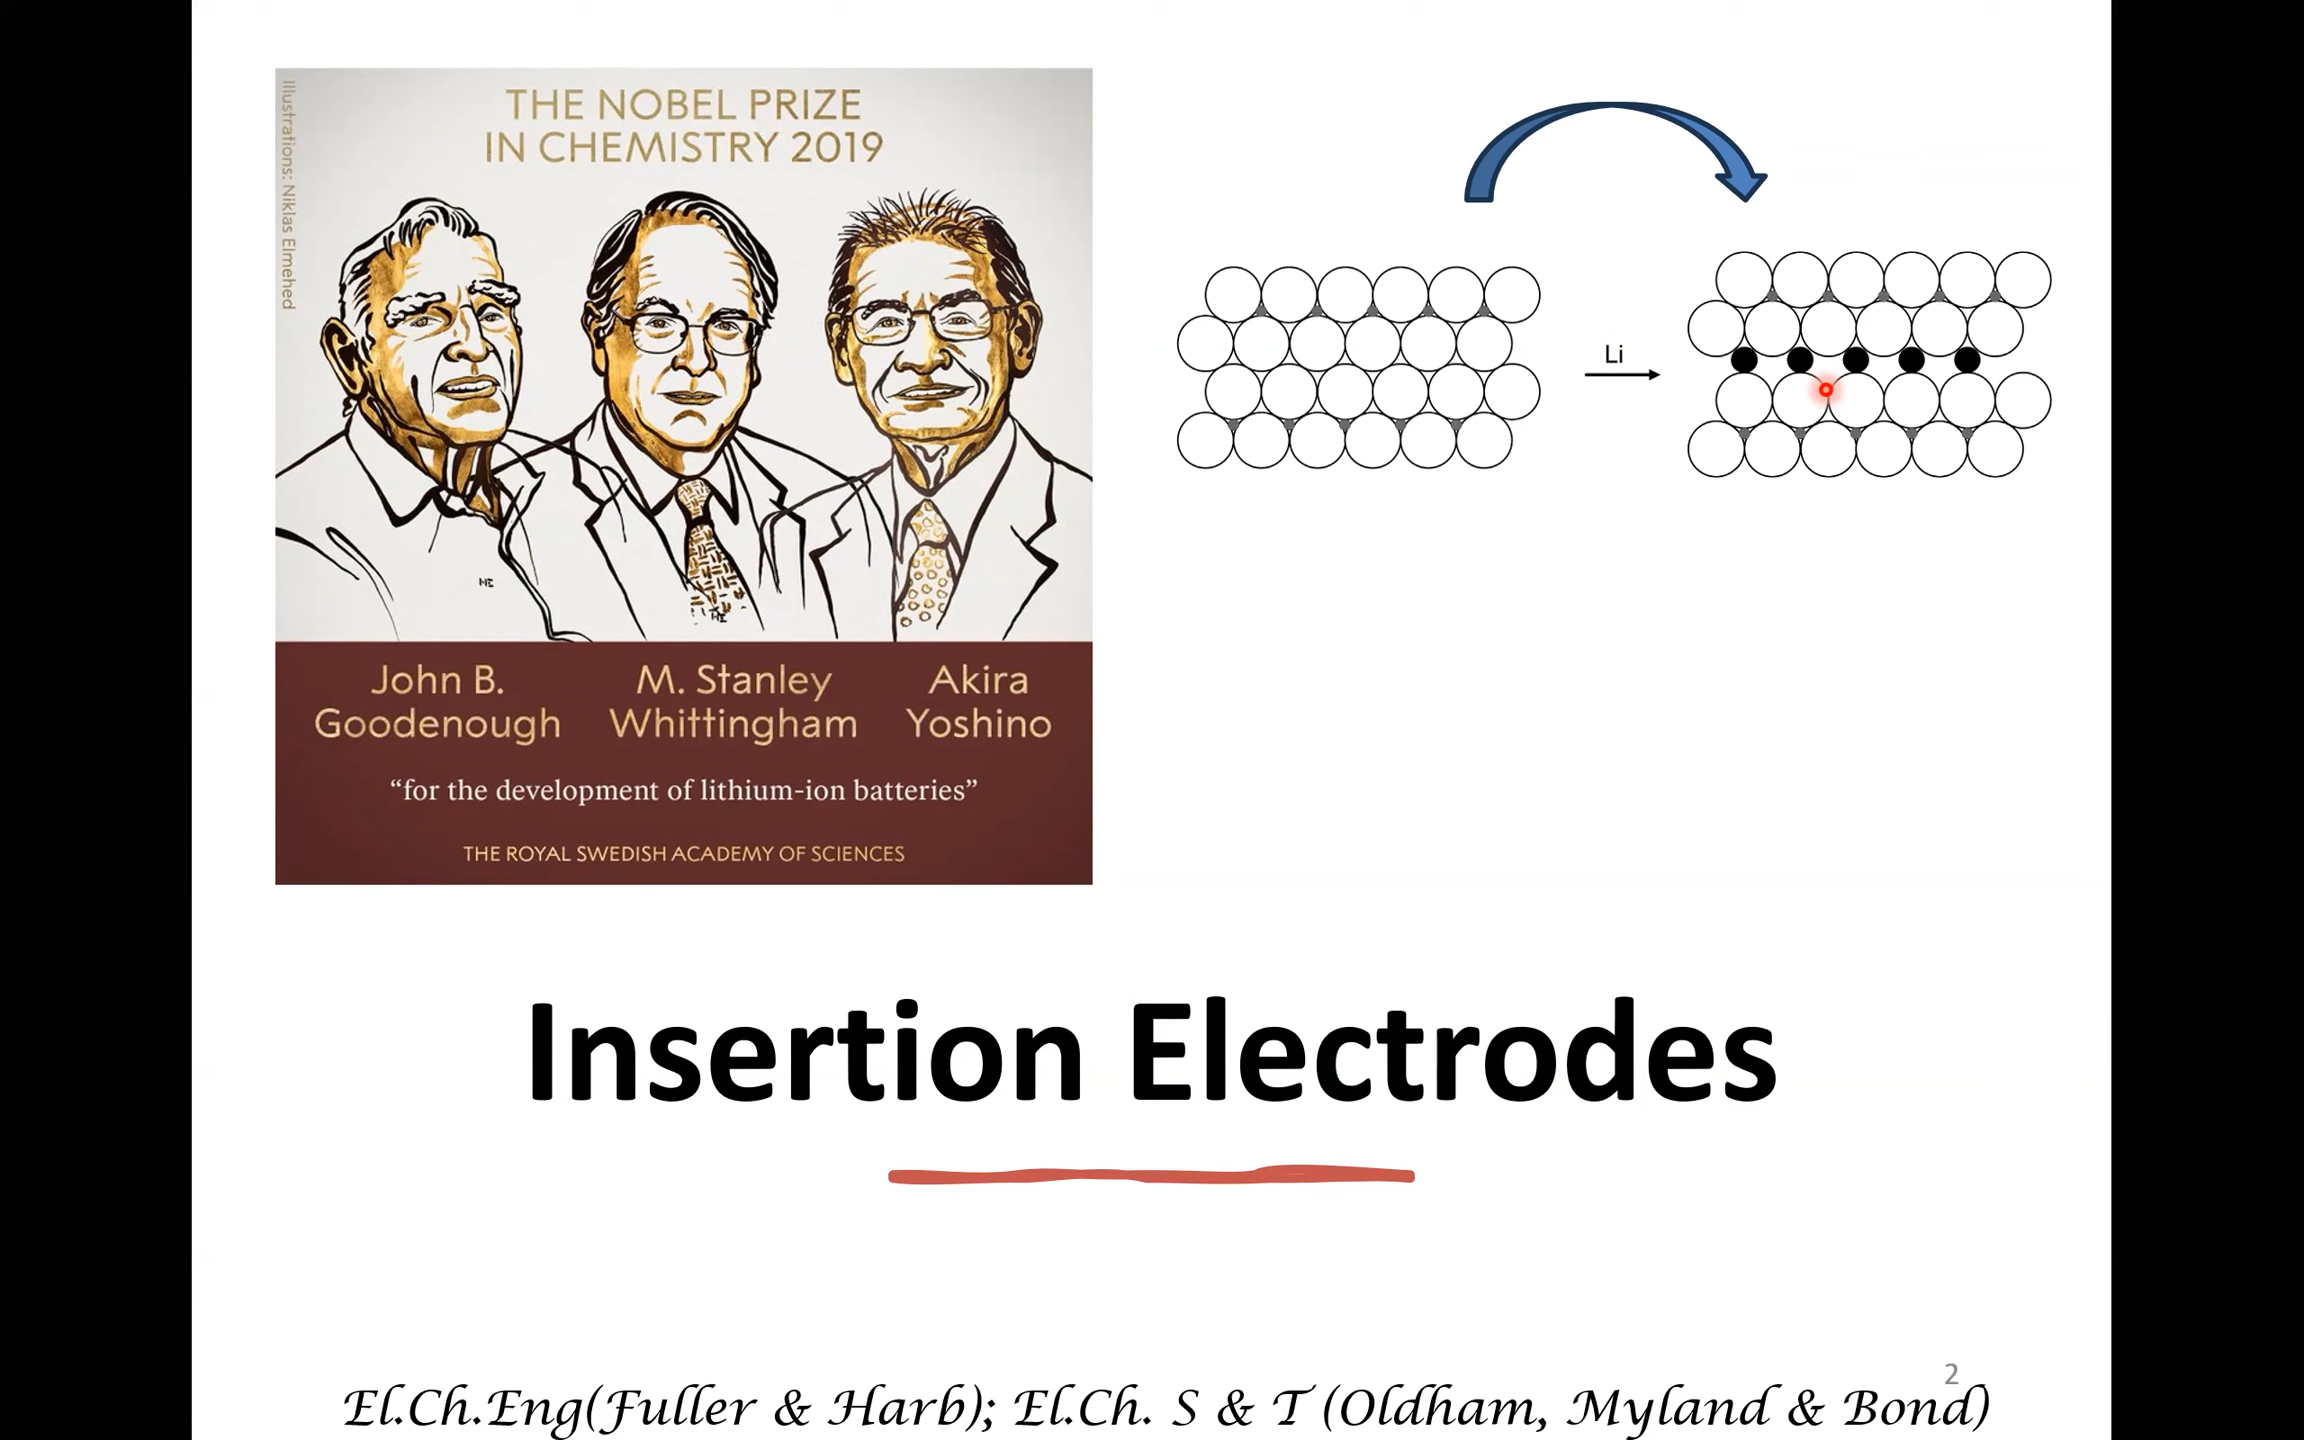 Illustrations: Niklas Elmehed
THE NOBEL PRIZE
IN CHEMISTRY 2019
NE
NE
John B.
Goodenough
M. Stanley
Whittingham
Akira
Yoshino
“for the development of lithium-ion batteries”
THE ROYAL SWEDISH ACADEMY OF SCIENCES
Li
Insertion Electrodes
2
El.Ch.Eng(Fuller & Harb); El.Ch. S & T (Oldham, Myland & Bond)